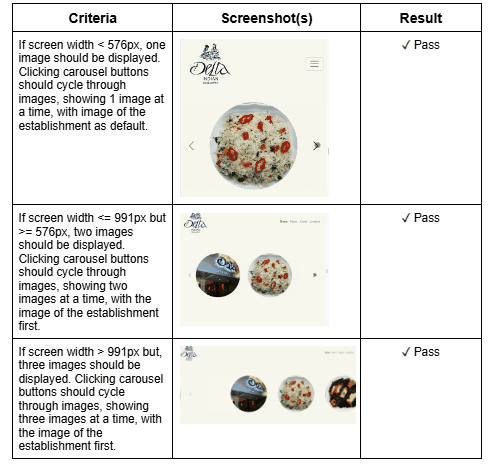 Criteria
Screenshot(s)
Result
If screen width < 576px, one
image should be displayed.
Clicking carousel buttons
should cycle through
images, showing 1 image at
a time, with image of the
establishment as default.
Delta
INDIAN
✓ Pass
If screen width <= 991px but
>= 576px, two images
should be displayed.
Clicking carousel buttons
should cycle through
images, showing two
images at a time, with the
image of the establishment
first.
Delta
✓ Pass
If screen width > 991px but,
three images should be
displayed. Clicking carousel
buttons should cycle
through images, showing
three images at a time, with
the image of the
establishment first.
Delta
✓ Pass